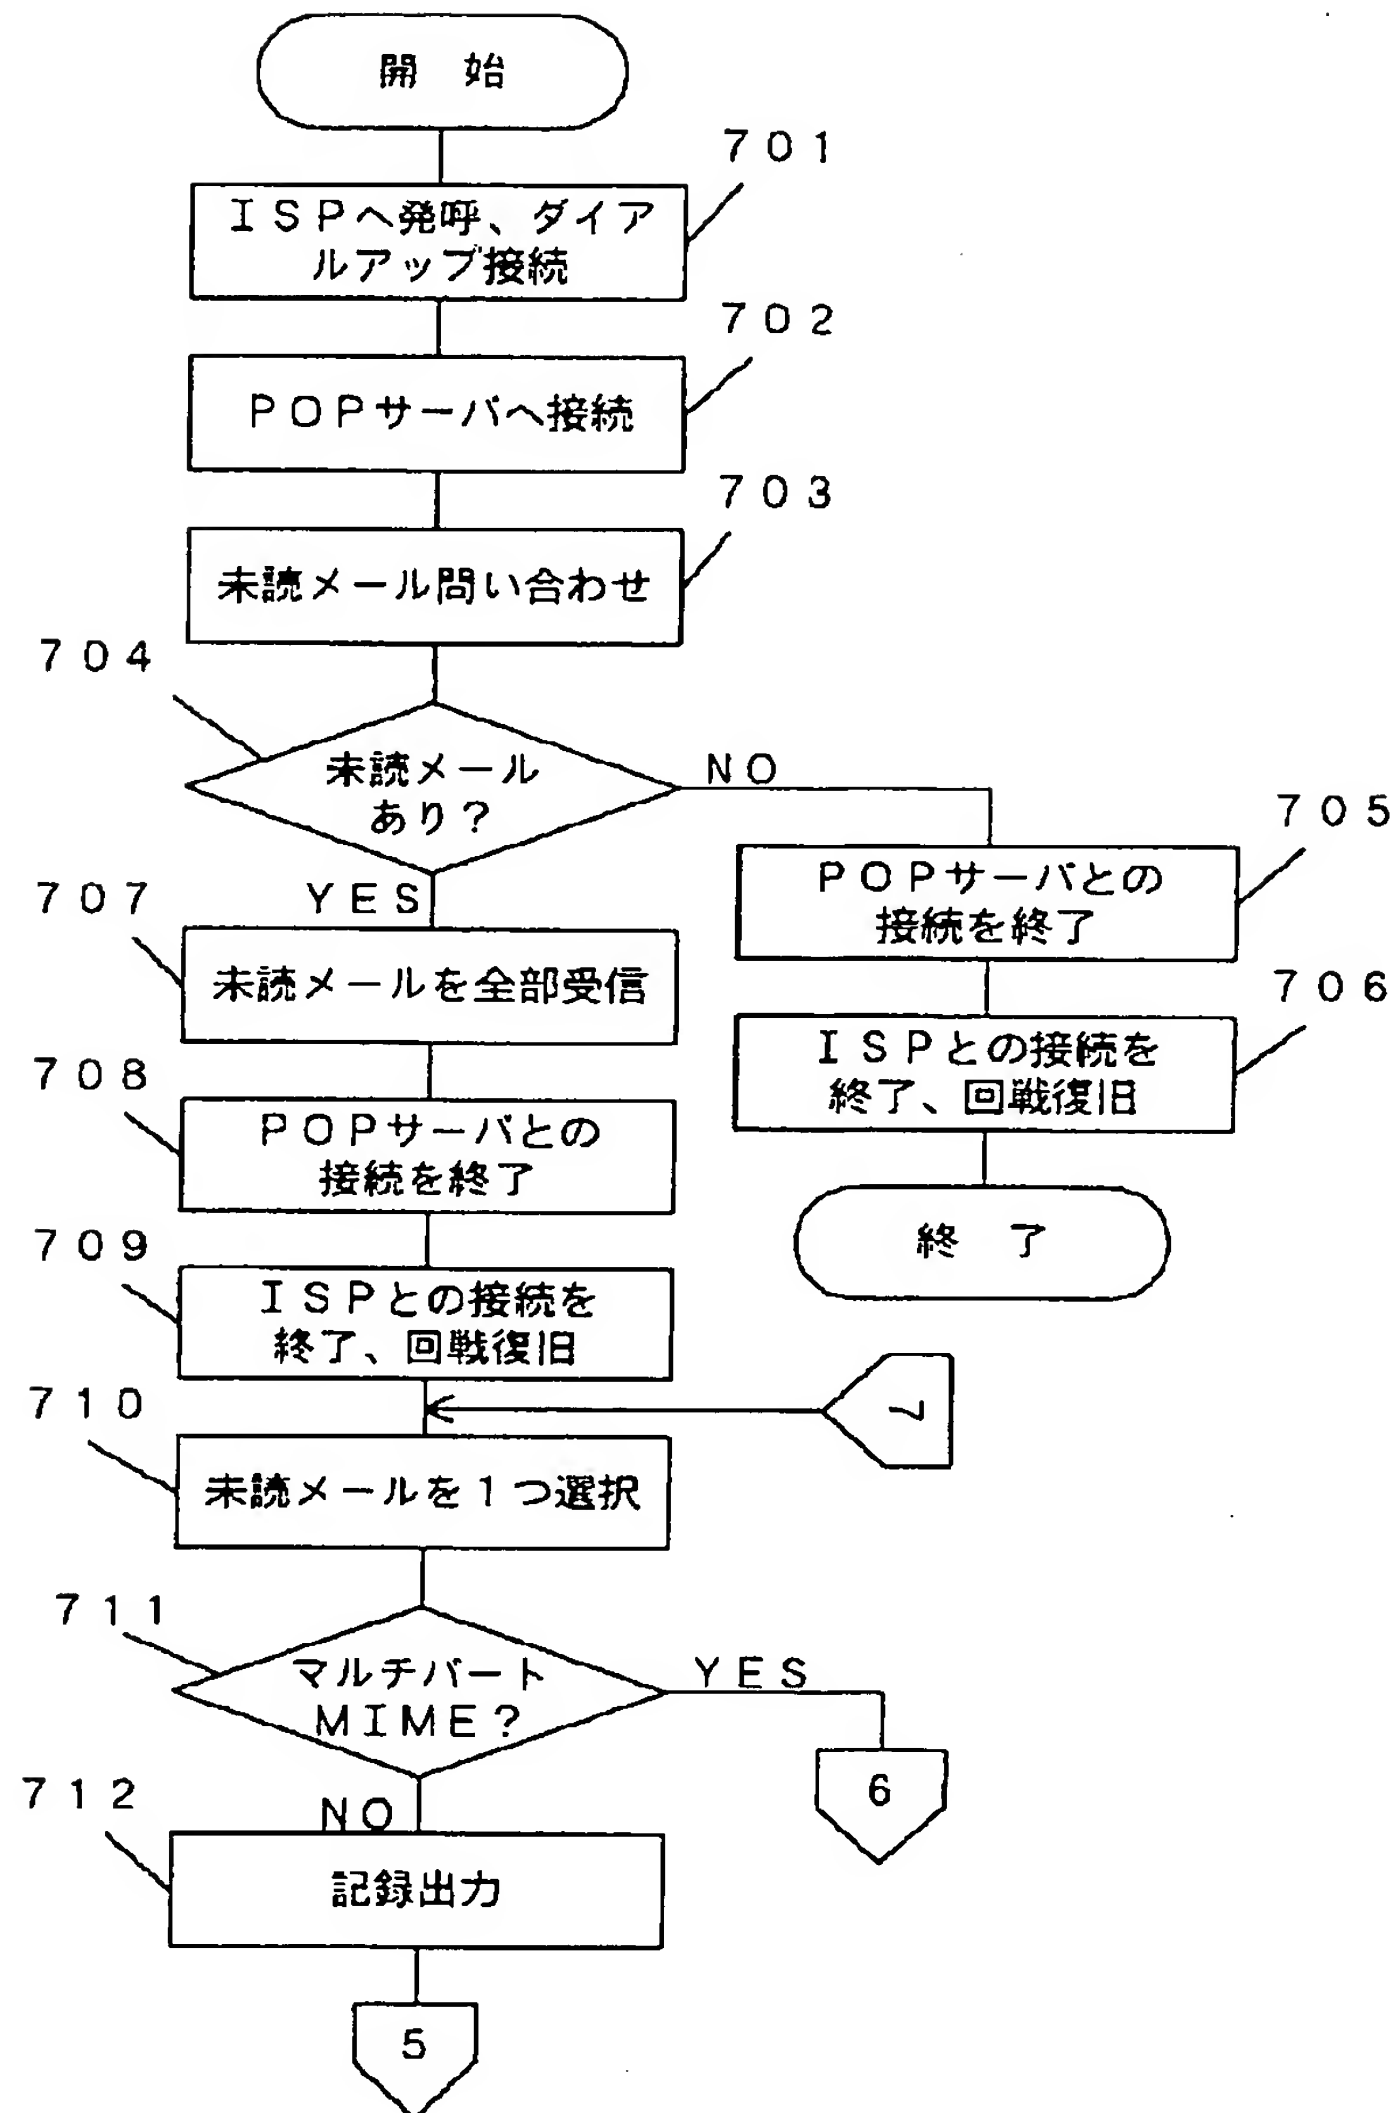 開 始
701
ISPへ発呼、ダイア
ルアップ接続
702
POPサーバへ接続
703
未読メール問い合わせ
704
未読メール
あり?
NO
YES
705
POPサーバとの
接続を終了
706
ISPとの接続を
終了、回戦復旧
終 了
707
未読メールを全部受信
708
POPサーバとの
接続を終了
709
ISPとの接続を
終了、回戦復旧
7
710
未読メールを1つ選択
711
マルチパート
MIME?
YES
6
NO
712
記録出力
5